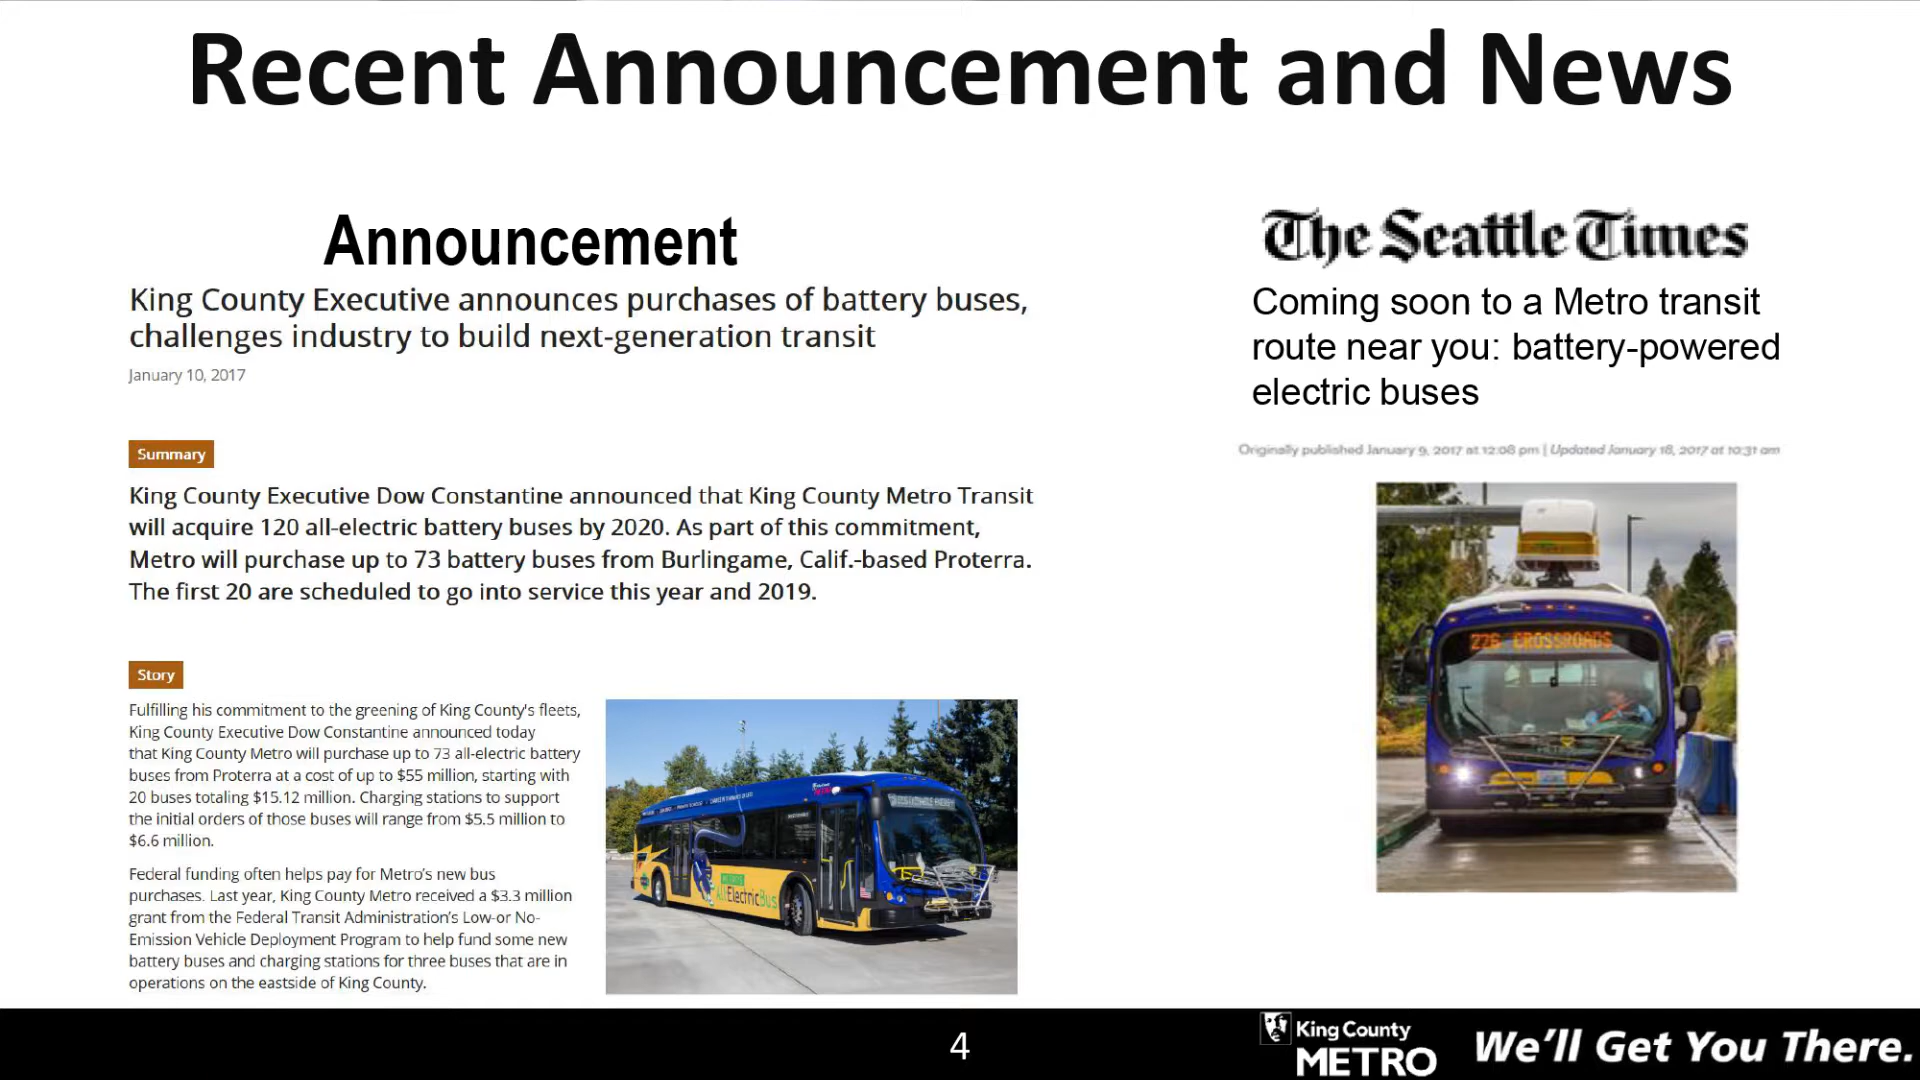 Recent Announcement and News
Announcement
King County Executive announces purchases of battery buses,
challenges industry to build next-generation transit
January 10, 2017
Summary
King County Executive Dow Constantine announced that King County Metro Transit
will acquire 120 all-electric battery buses by 2020. As part of this commitment,
Metro will purchase up to 73 battery buses from Burlingame, Calif.-based Proterra.
The first 20 are scheduled to go into service this year and 2019.
Story
Fulfilling his commitment to the greening of King County's fleets,
King County Executive Dow Constantine announced today
that King County Metro will purchase up to 73 all-electric battery
buses from Proterra at a cost of up to $55 million, starting with
20 buses totaling $15.12 million. Charging stations to support
the initial orders of those buses will range from $5.5 million to
$6.6 million.
Federal funding often helps pay for Metro's new bus
purchases. Last year, King County Metro received a $3.3 million
grant from the Federal Transit Administration's Low-or No-
Emission Vehicle Deployment Program to help fund some new
battery buses and charging stations for three buses that are in
operations on the eastside of King County.
All Electric Bus
The Seattle Times
Coming soon to a Metro transit
route near you: battery-powered
electric buses
Originally published January 9, 2017 at 12:08 pm | Updated January 18, 2017 at 10:31 am
226 CROSSROADS
4
King County
METRO
We'll Get You There.